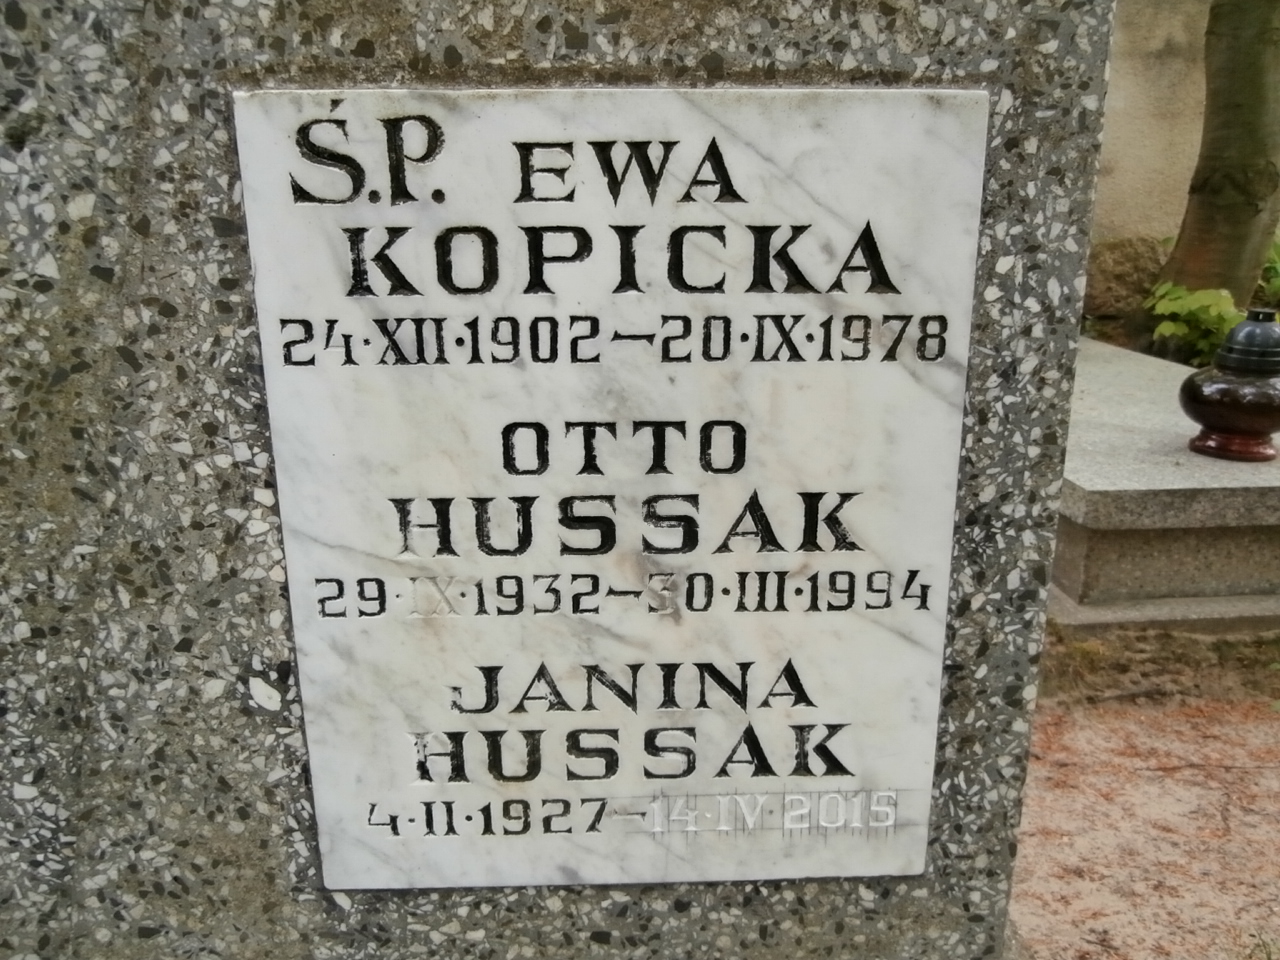 Ś.P. EWA
KOPICKA
24·XII·1902–20·IX·1978
OTTO
HUSSAK
29·IX·1932–30·III·1994
JANINA
HUSSAK
4·II·1927–14·IV·2015